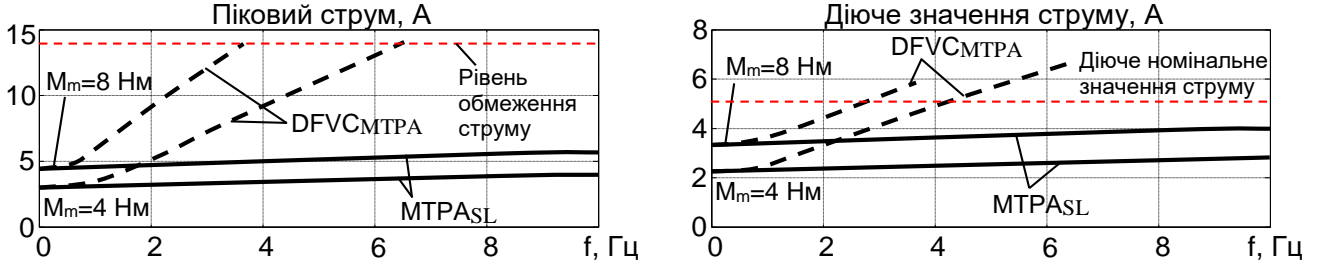 Піковий струм, А
15
10
5
0
Mm=8 Нм
Mm=4 Нм
DFVCMTPA
MTPASL
Рівень
обмеження
струму
0 2 4 6 8 f, Гц
Діюче значення струму, А
8
6
4
2
0
Mm=8 Нм
Mm=4 Нм
DFVCMTPA
MTPASL
Діюче номінальне
значення струму
0 2 4 6 8 f, Гц